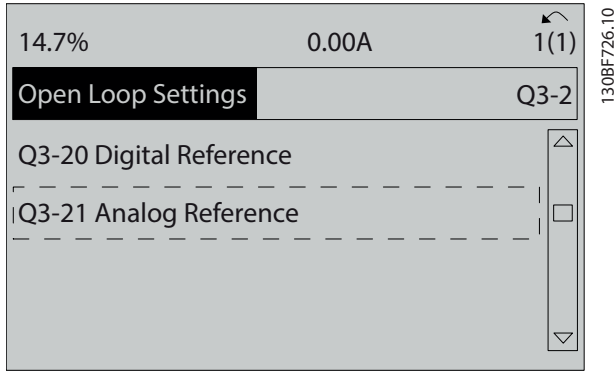 14.7% 0.00A 1(1)
Open Loop Settings Q3-2
Q3-20 Digital Reference
Q3-21 Analog Reference
130BF726.10